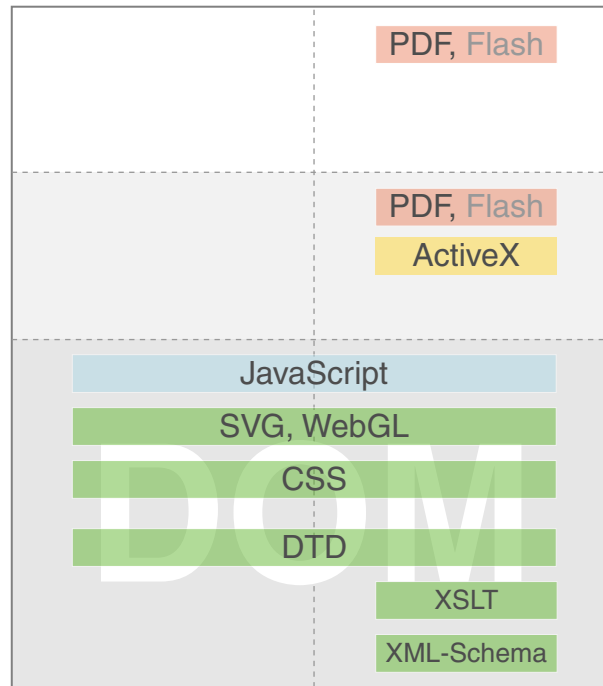 PDF, Flash
PDF, Flash
ActiveX
JavaScript
SVG, WebGL
CSS
DOM
DTD
XSLT
XML-Schema